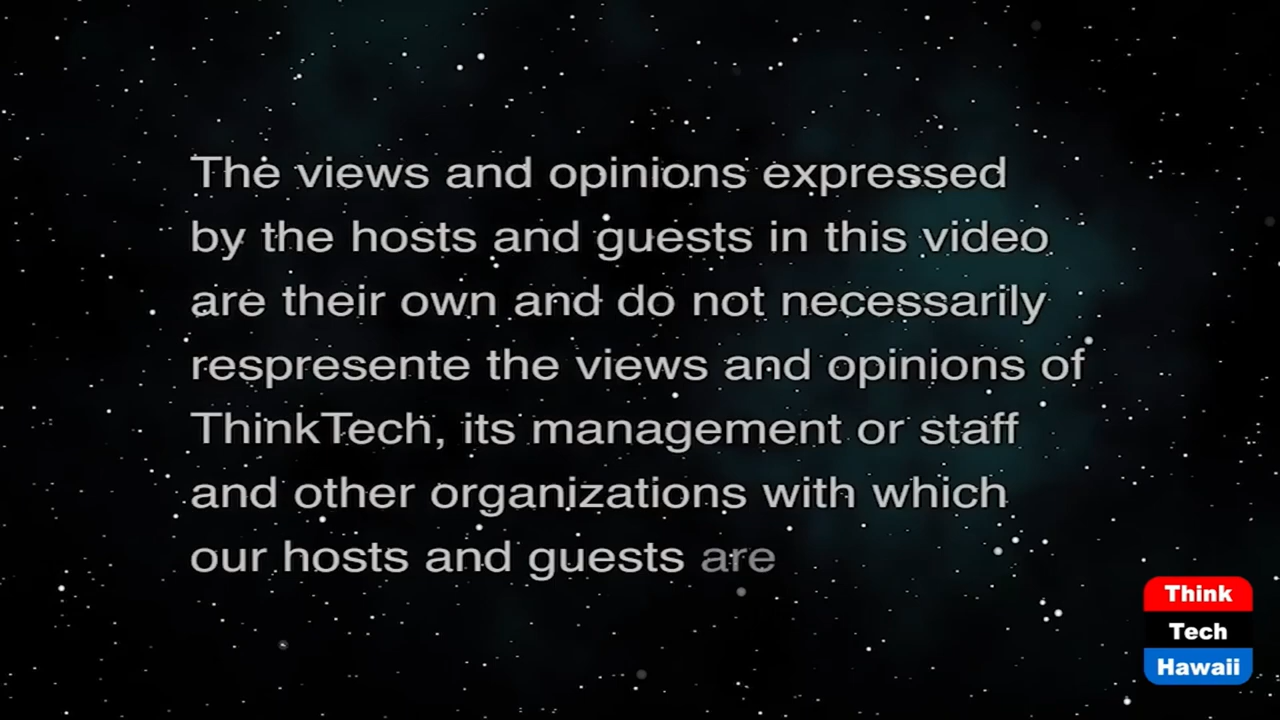 The views and opinions expressed
by the hosts and guests in this video
are their own and do not necessarily
respresente the views and opinions of
ThinkTech, its management or staff
and other organizations with which
our hosts and guests are
Think
Tech
Hawaii